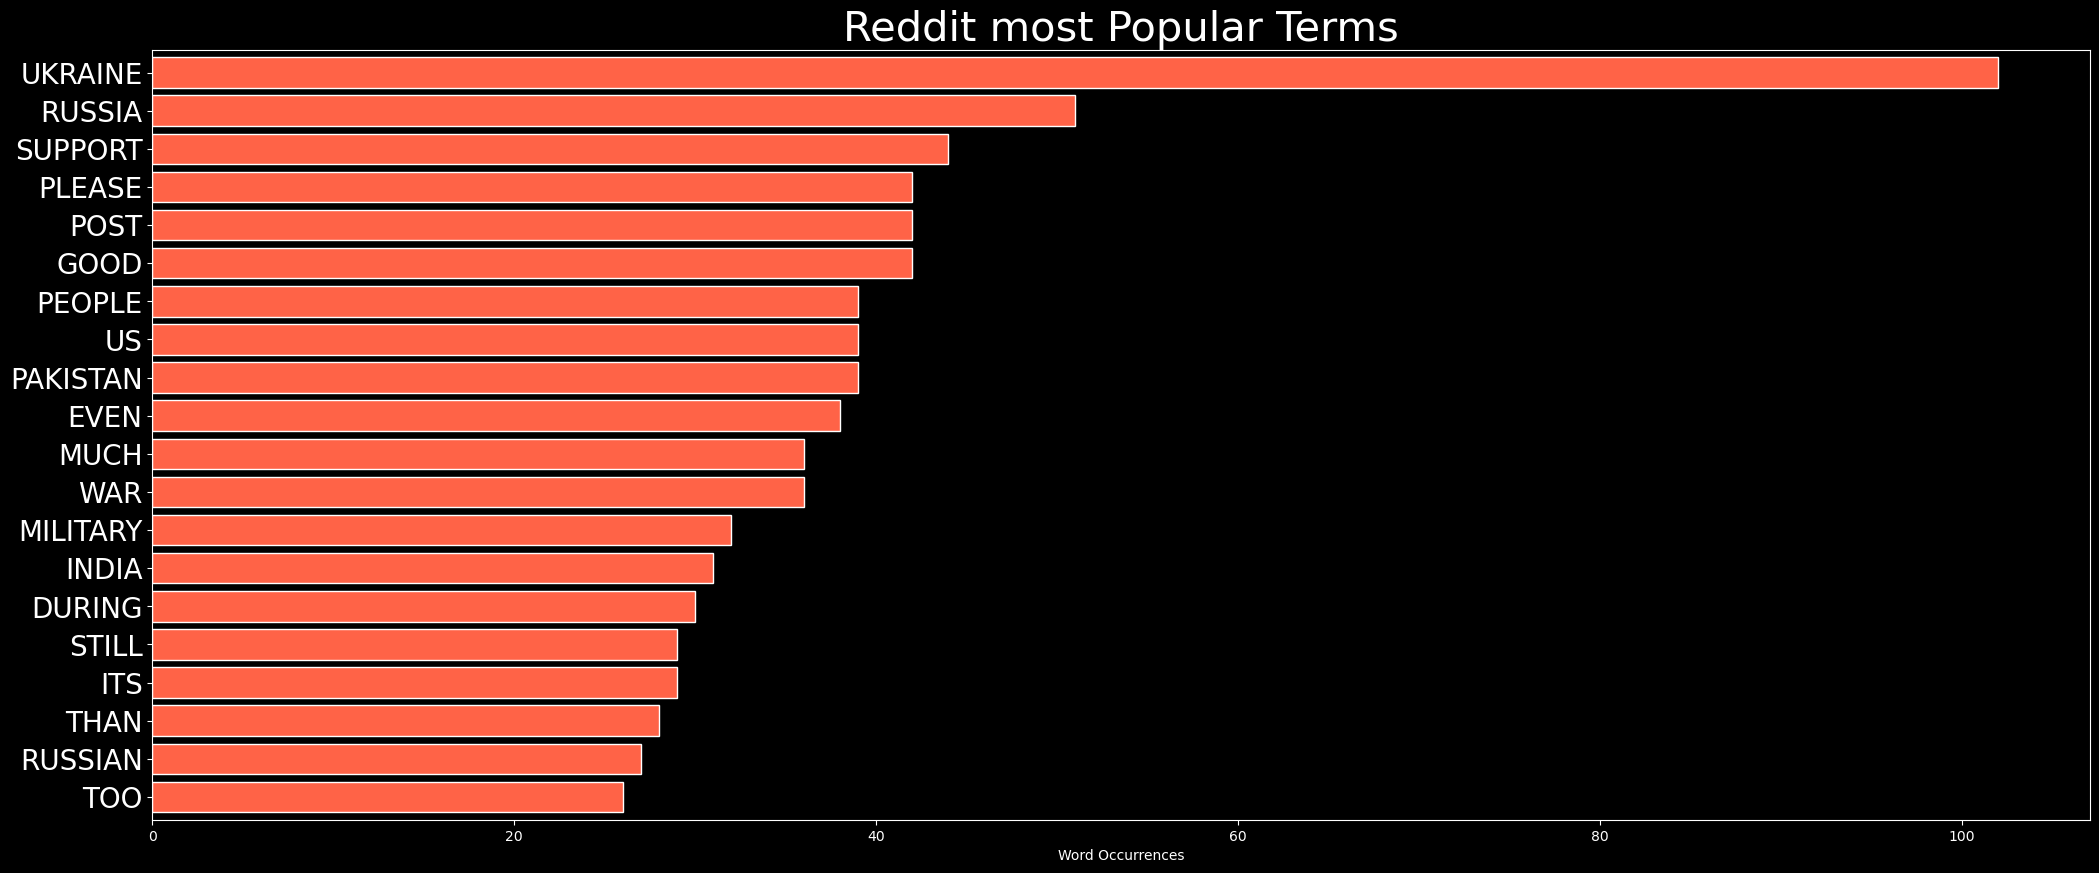 Reddit most Popular Terms
UKRAINE
RUSSIA
SUPPORT
PLEASE
POST
GOOD
PEOPLE
US
PAKISTAN
EVEN
MUCH
WAR
MILITARY
INDIA
DURING
STILL
ITS
THAN
RUSSIAN
TOO
0 20 40 60 80 100
Word Occurrences